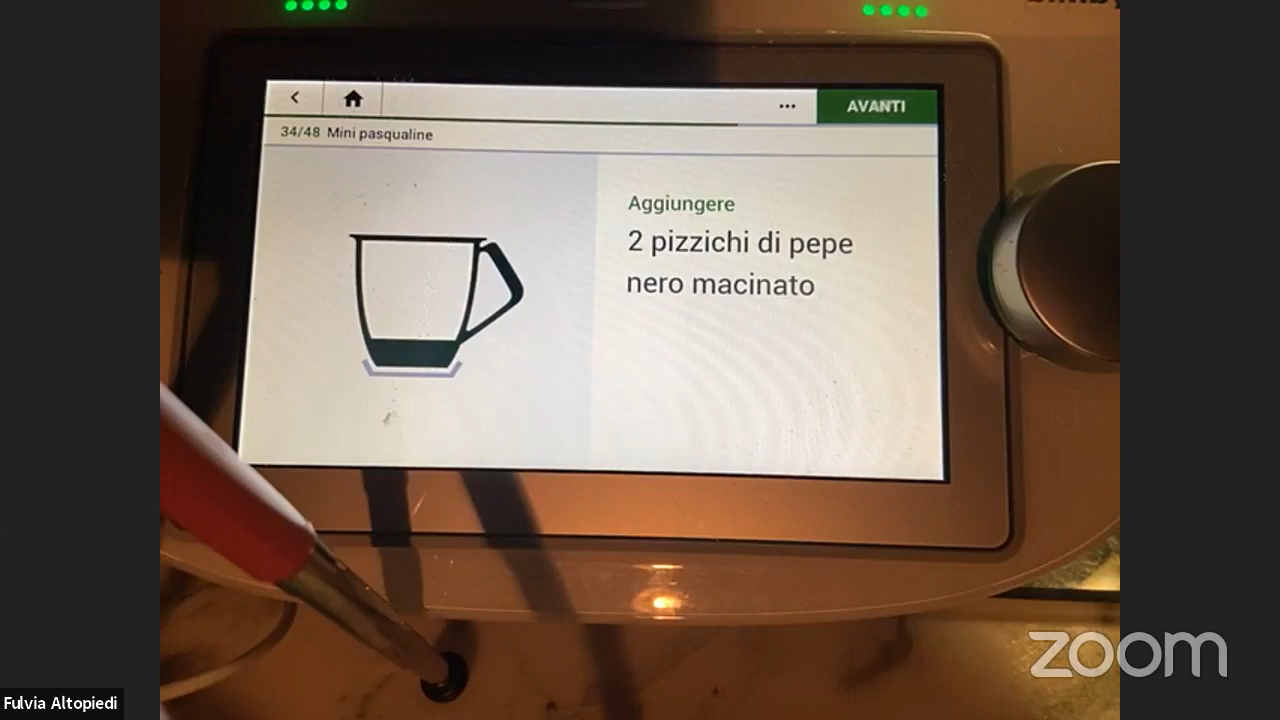 AVANTI
34/48 Mini pasqualine
Aggiungere
2 pizzichi di pepe
nero macinato
zoom
Fulvia Altopiedi